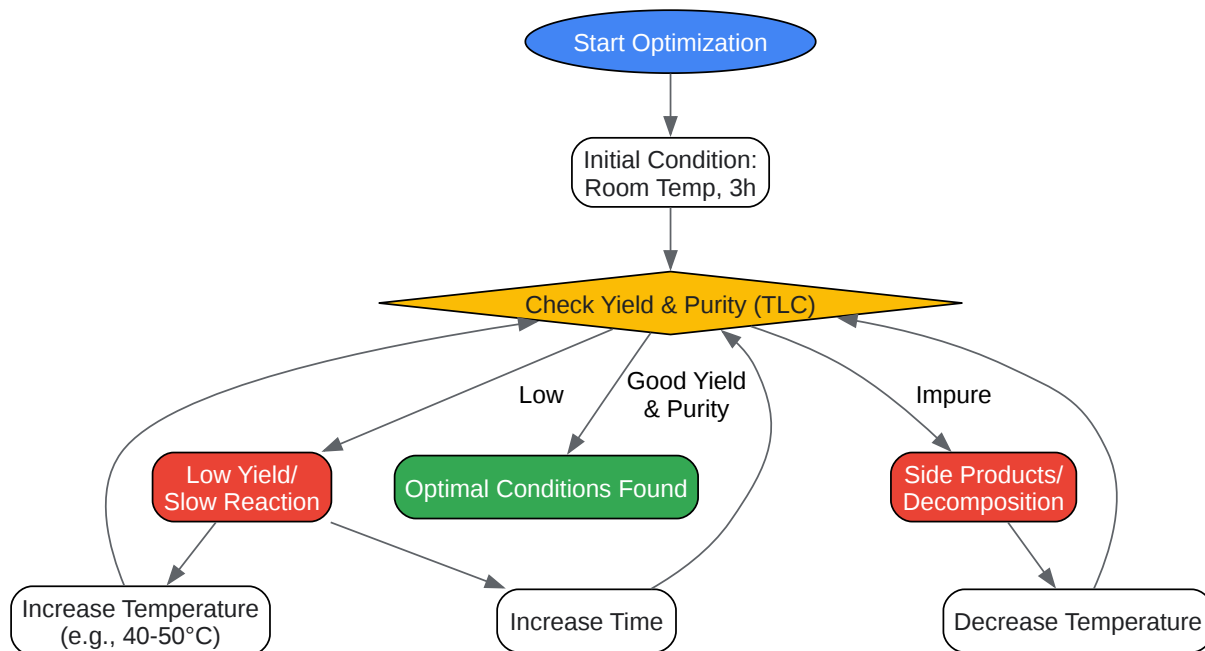 Start Optimization
Initial Condition:
Room Temp, 3h
Check Yield & Purity (TLC)
Low
Good Yield
& Purity
Impure
Low Yield/
Slow Reaction
Optimal Conditions Found
Side Products/
Decomposition
Increase Temperature
(e.g., 40-50°C)
Increase Time
Decrease Temperature